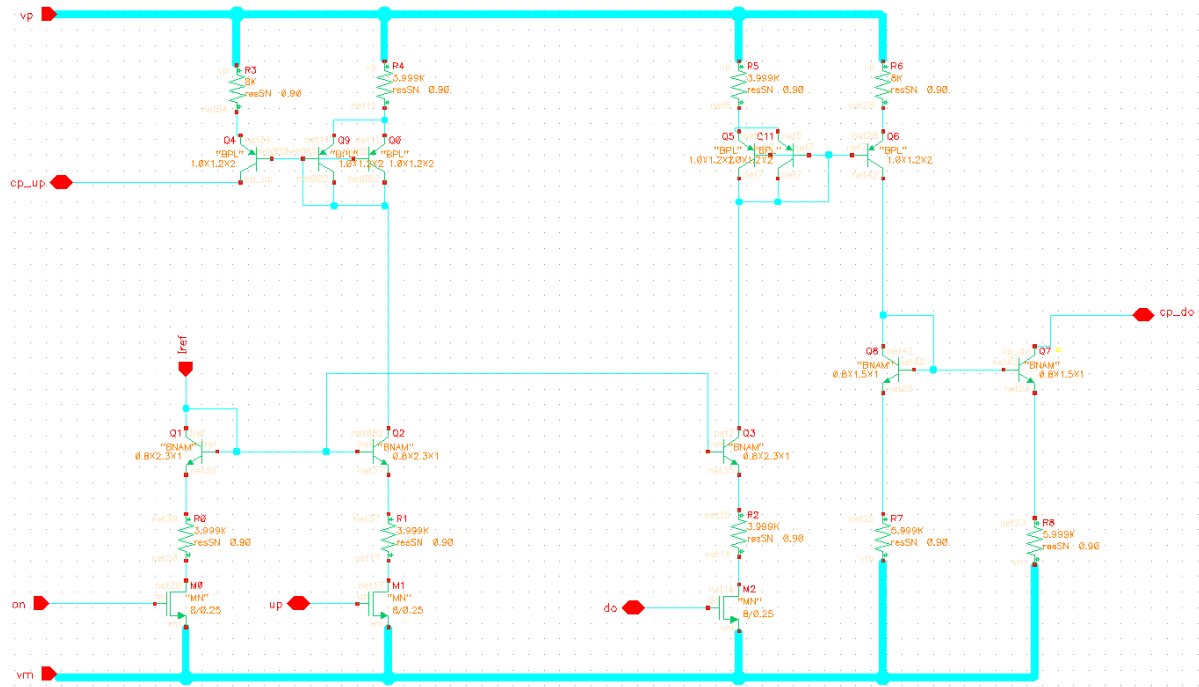 vp
R3
8K
resSN 0.90
R4
3.999K
resSN 0.90
R5
3.999K
resSN 0.90
R6
8K
resSN 0.90
Q4
"BPL"
1.0X1.2X2
Q9
Q0
"BPL"
1.0X1.2X2
Q5
Q11
"BPL"
Q6
"BPL"
1.0X1.2X2
cp_up
cp_up
cp_do
Iref
Q8
"BNAM"
0.8X1.5X1
Q7
"BNAM"
0.8X1.5X1
Q1
"BNAM"
0.8X2.3X1
Q2
"BNAM"
0.8X2.3X1
Q3
"BNAM"
0.8X2.3X1
R0
3.999K
resSN 0.90
R1
3.999K
resSN 0.90
R2
3.999K
resSN 0.90
R7
5.999K
resSN 0.90
R8
5.999K
resSN 0.90
on
M0
"MN"
8/0.25
up
M1
"MN"
8/0.25
do
M2
"MN"
8/0.25
vm